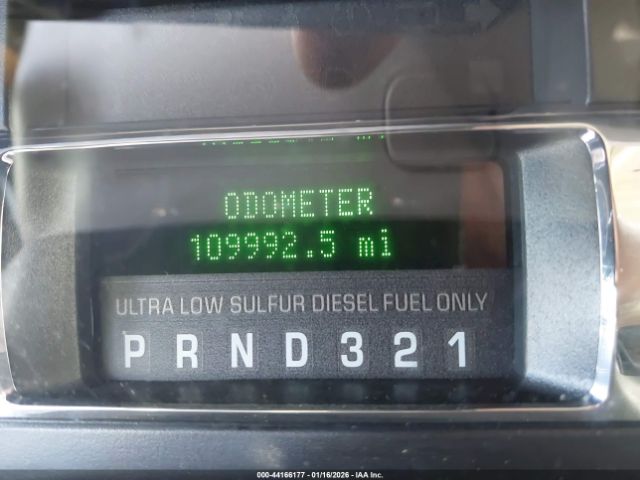 ODOMETER
109992.5 mi
ULTRA LOW SULFUR DIESEL FUEL ONLY
P R N D 3 2 1
000-44166177 - 01/16/2026 - IAA Inc.